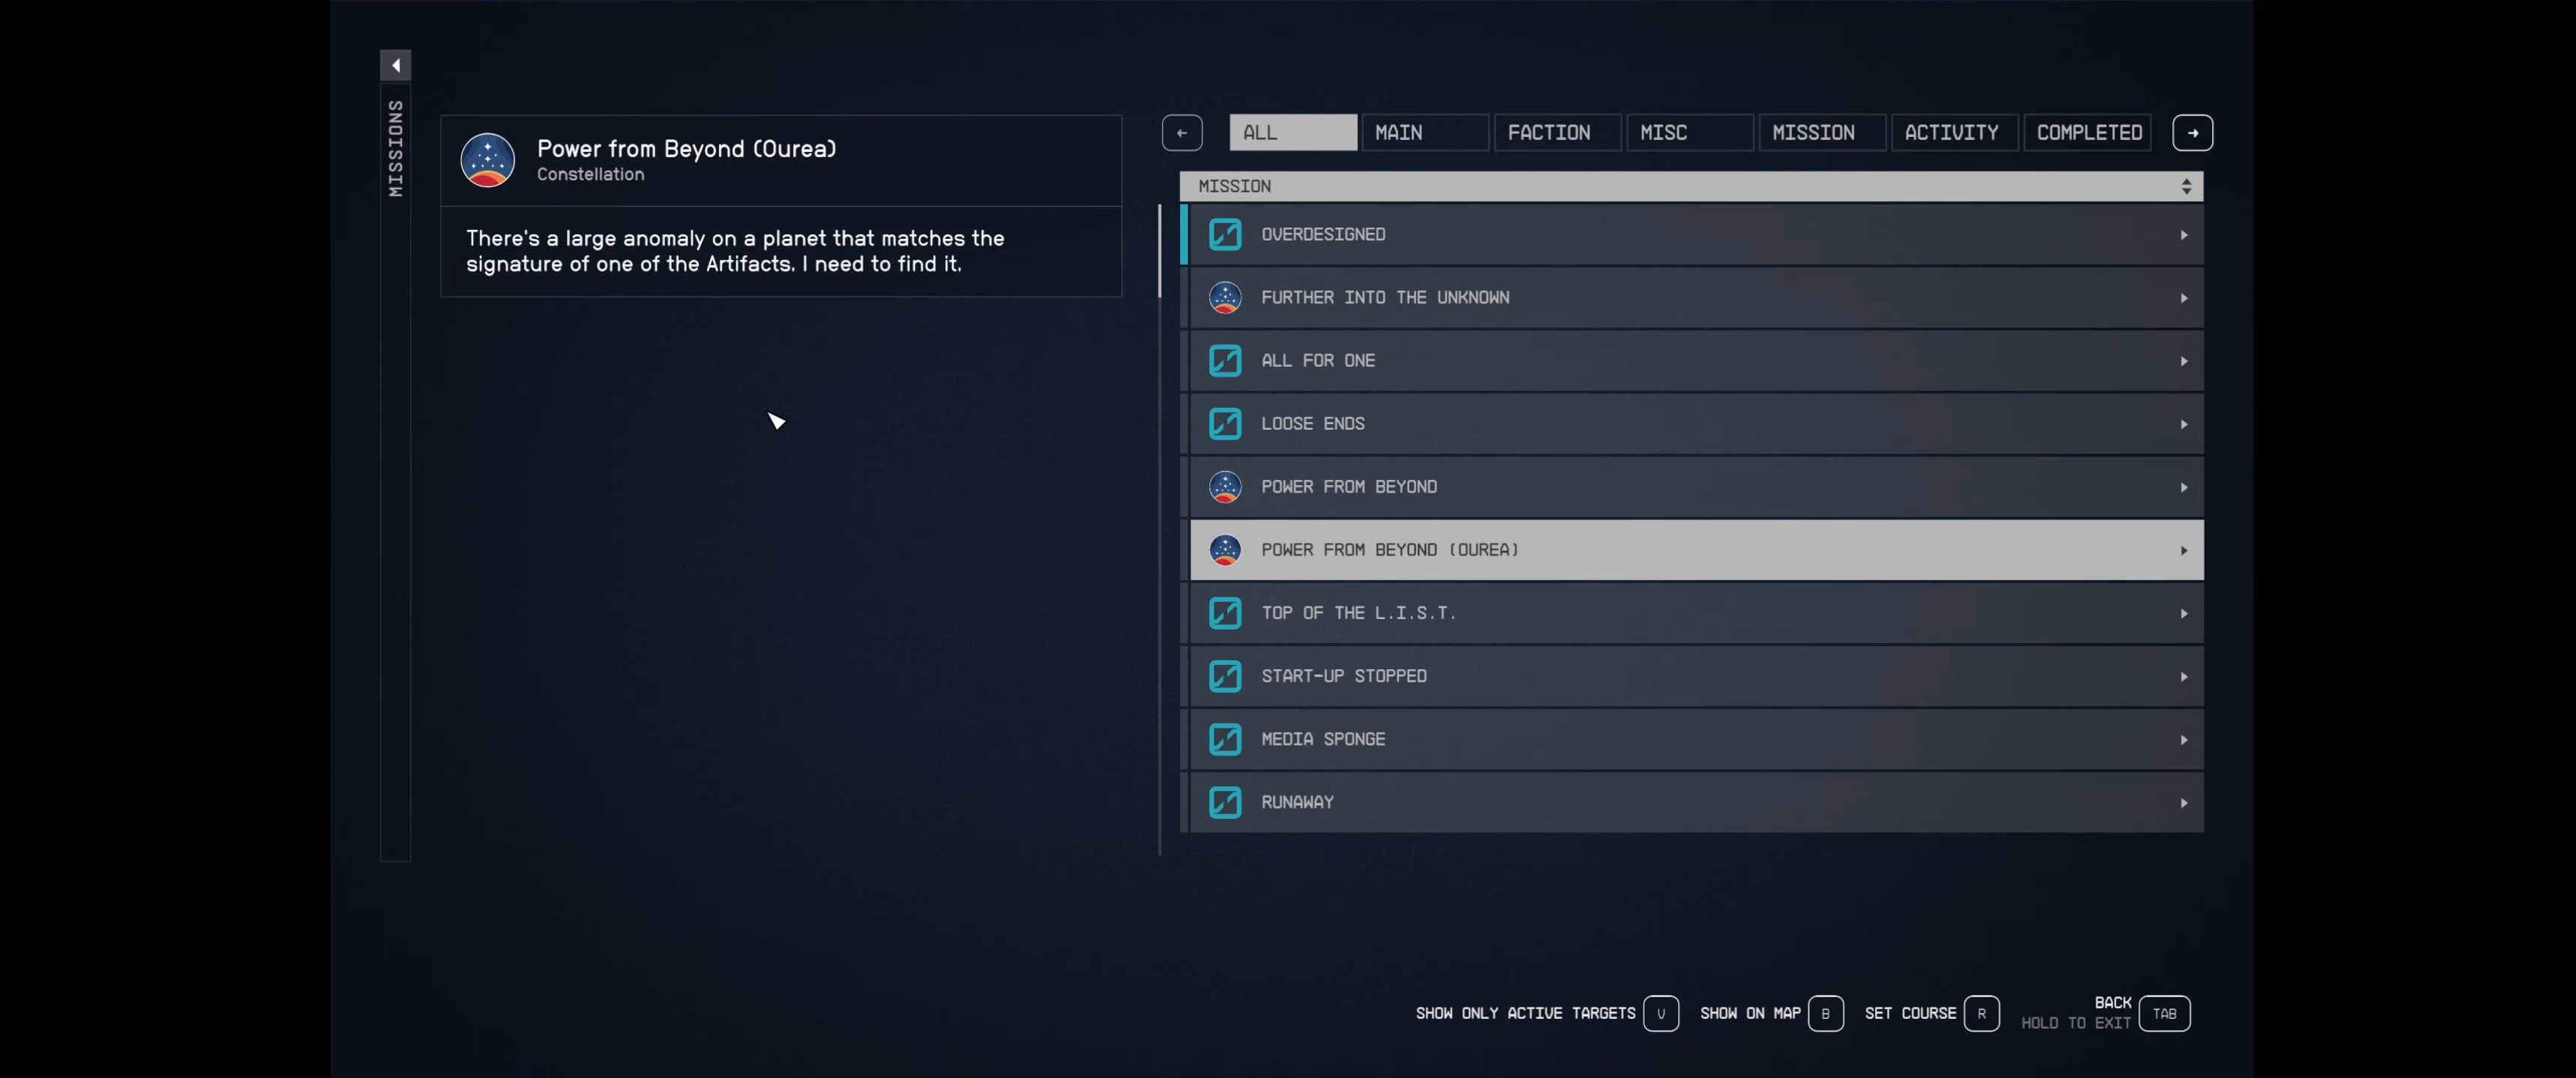 MISSIONS
Power from Beyond (Ourea)
Constellation
There's a large anomaly on a planet that matches the
signature of one of the Artifacts. I need to find it.
ALL MAIN FACTION MISC MISSION ACTIVITY COMPLETED
MISSION
OVERDESIGNED
FURTHER INTO THE UNKNOWN
ALL FOR ONE
LOOSE ENDS
POWER FROM BEYOND
POWER FROM BEYOND (OUREA)
TOP OF THE L.I.S.T.
START-UP STOPPED
MEDIA SPONGE
RUNAWAY
SHOW ONLY ACTIVE TARGETS V SHOW ON MAP B SET COURSE R BACK TAB
HOLD TO EXIT